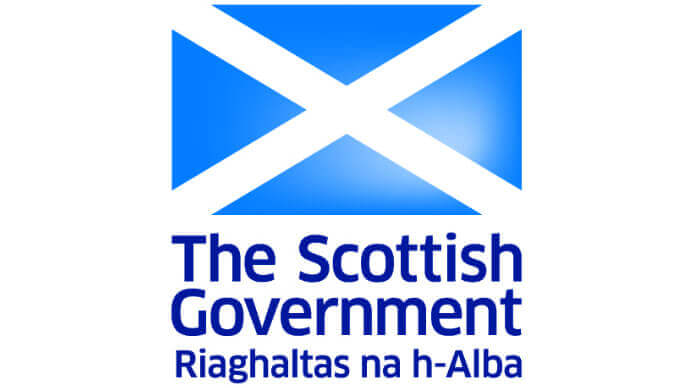 The Scottish
Government
Riaghaltas na h-Alba